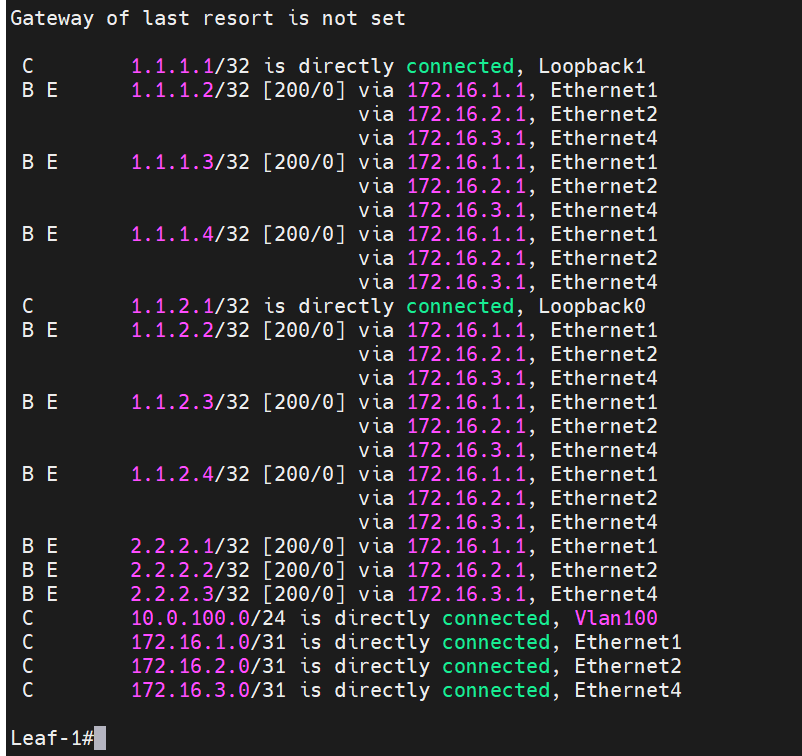 Gateway of last resort is not set
C 1.1.1.1/32 is directly connected, Loopback1
B E 1.1.1.2/32 [200/0] via 172.16.1.1, Ethernet1
via 172.16.2.1, Ethernet2
via 172.16.3.1, Ethernet4
B E 1.1.1.3/32 [200/0] via 172.16.1.1, Ethernet1
via 172.16.2.1, Ethernet2
via 172.16.3.1, Ethernet4
B E 1.1.1.4/32 [200/0] via 172.16.1.1, Ethernet1
via 172.16.2.1, Ethernet2
via 172.16.3.1, Ethernet4
C 1.1.2.1/32 is directly connected, Loopback0
B E 1.1.2.2/32 [200/0] via 172.16.1.1, Ethernet1
via 172.16.2.1, Ethernet2
via 172.16.3.1, Ethernet4
B E 1.1.2.3/32 [200/0] via 172.16.1.1, Ethernet1
via 172.16.2.1, Ethernet2
via 172.16.3.1, Ethernet4
B E 1.1.2.4/32 [200/0] via 172.16.1.1, Ethernet1
via 172.16.2.1, Ethernet2
via 172.16.3.1, Ethernet4
B E 2.2.2.1/32 [200/0] via 172.16.1.1, Ethernet1
B E 2.2.2.2/32 [200/0] via 172.16.2.1, Ethernet2
B E 2.2.2.3/32 [200/0] via 172.16.3.1, Ethernet4
C 10.0.100.0/24 is directly connected, Vlan100
C 172.16.1.0/31 is directly connected, Ethernet1
C 172.16.2.0/31 is directly connected, Ethernet2
C 172.16.3.0/31 is directly connected, Ethernet4
Leaf-1#